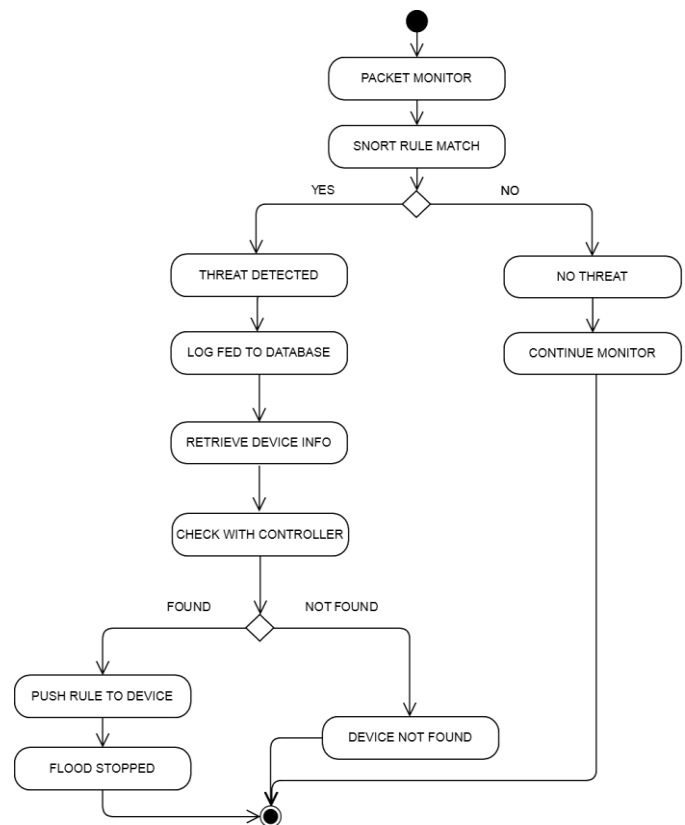 PACKET MONITOR
SNORT RULE MATCH
YES
NO
THREAT DETECTED
NO THREAT
LOG FED TO DATABASE
CONTINUE MONITOR
RETRIEVE DEVICE INFO
CHECK WITH CONTROLLER
FOUND
NOT FOUND
PUSH RULE TO DEVICE
DEVICE NOT FOUND
FLOOD STOPPED